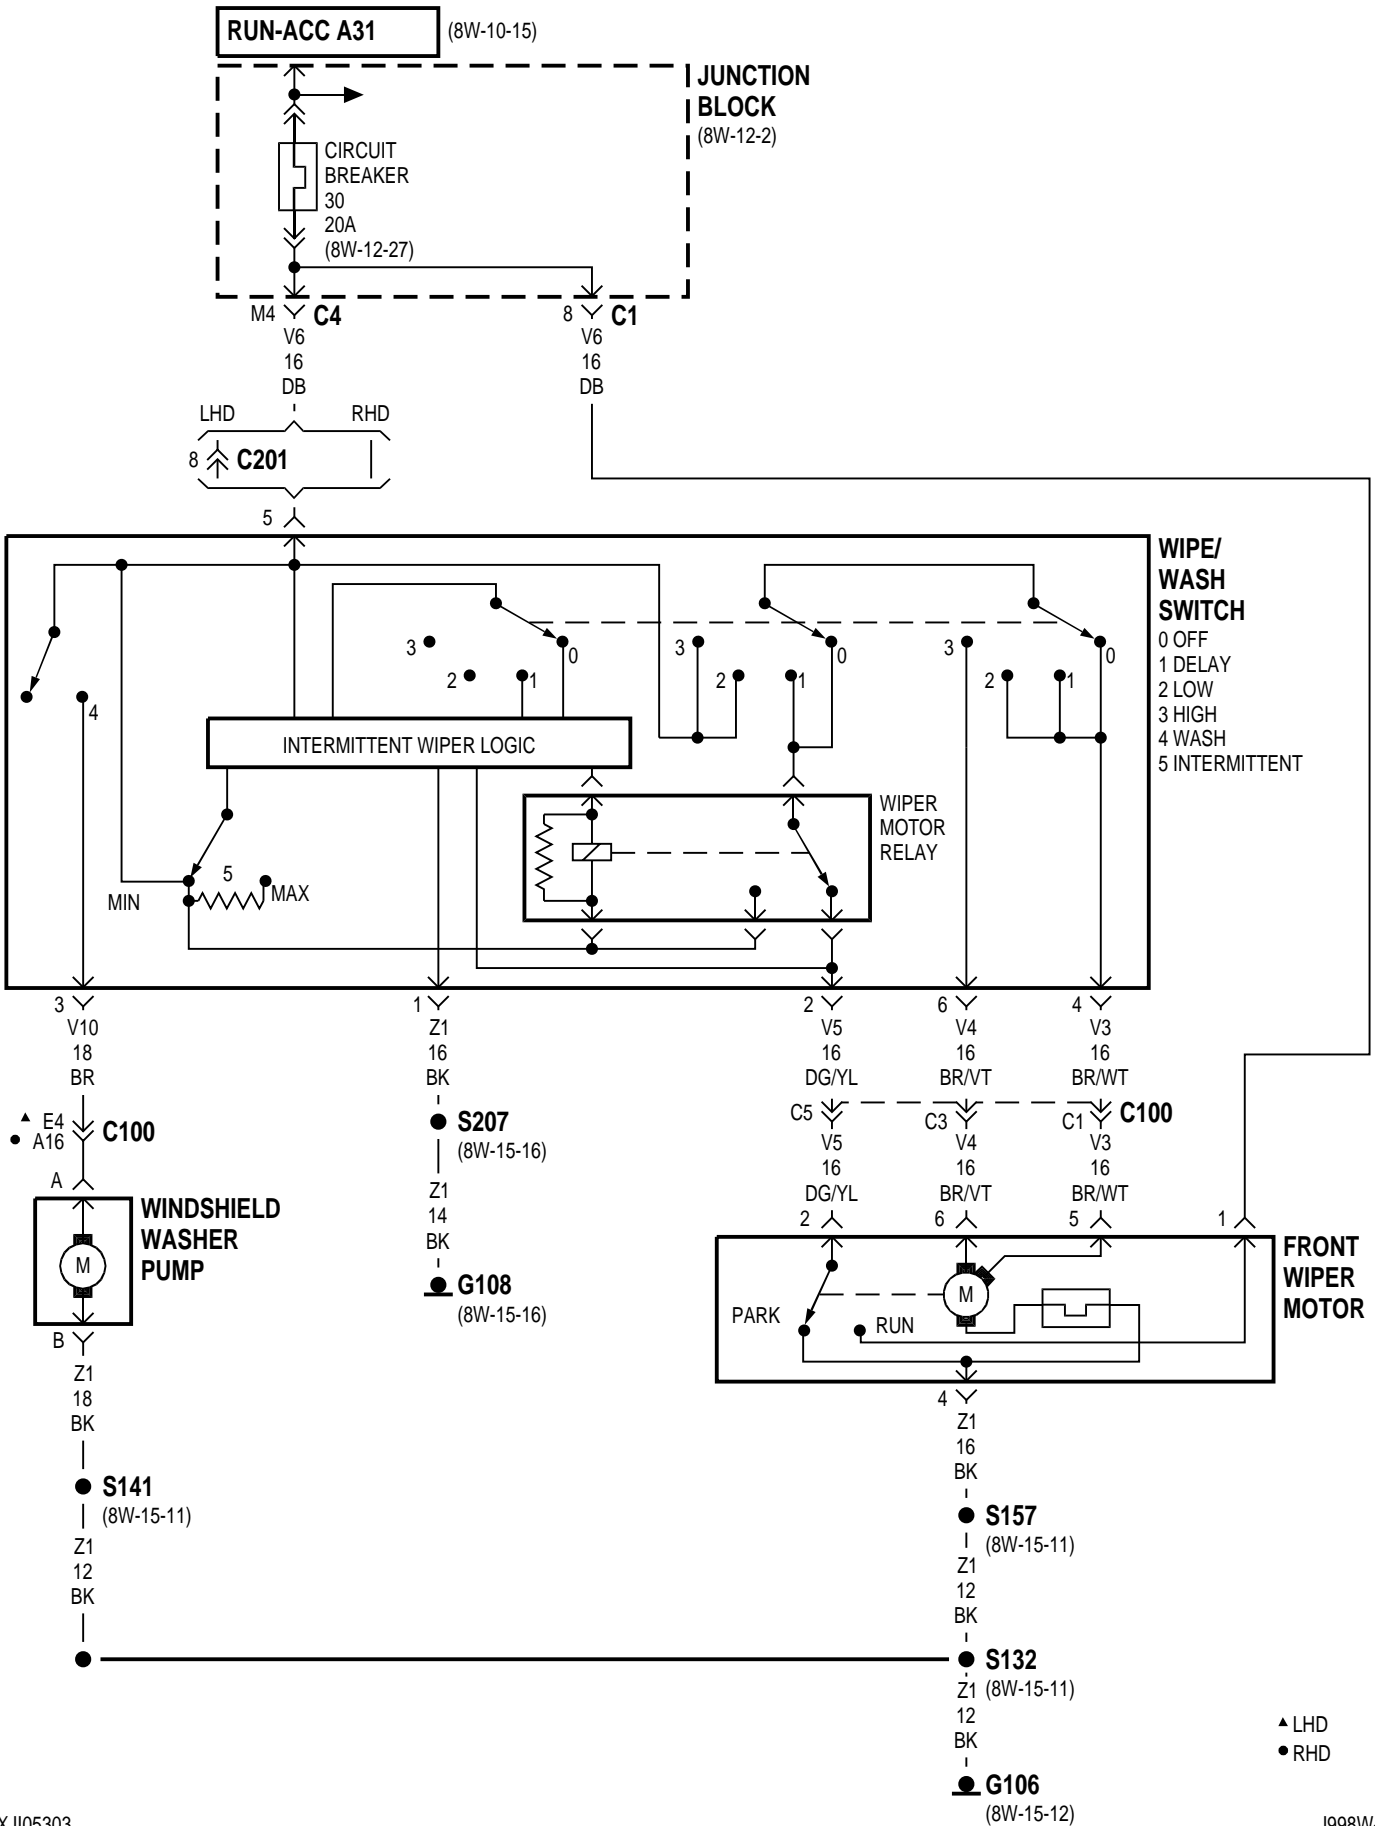 RUN-ACC A31
(8W-10-15)
JUNCTION
BLOCK
(8W-12-2)
CIRCUIT
BREAKER
30
20A
(8W-12-27)
M4
C4
8
C1
V6
16
DB
V6
16
DB
LHD
RHD
8
C201
5
WIPE/
WASH
SWITCH
0 OFF
1 DELAY
2 LOW
3 HIGH
4 WASH
5 INTERMITTENT
4
3
2
1
0
3
2
1
0
3
2
1
0
INTERMITTENT WIPER LOGIC
WIPER
MOTOR
RELAY
MIN
5
MAX
3
V10
18
BR
1
Z1
16
BK
2
V5
16
DG/YL
6
V4
16
BR/VT
4
V3
16
BR/WT
E4
A16
C100
S207
(8W-15-16)
Z1
14
BK
G108
(8W-15-16)
C5
C3
C1
C100
V5
16
DG/YL
V4
16
BR/VT
V3
16
BR/WT
A
WINDSHIELD
WASHER
PUMP
M
B
2
6
5
1
FRONT
WIPER
MOTOR
PARK
RUN
M
4
Z1
18
BK
S141
(8W-15-11)
Z1
12
BK
Z1
16
BK
S157
(8W-15-11)
Z1
12
BK
S132
(8W-15-11)
Z1
12
BK
G106
(8W-15-12)
LHD
RHD